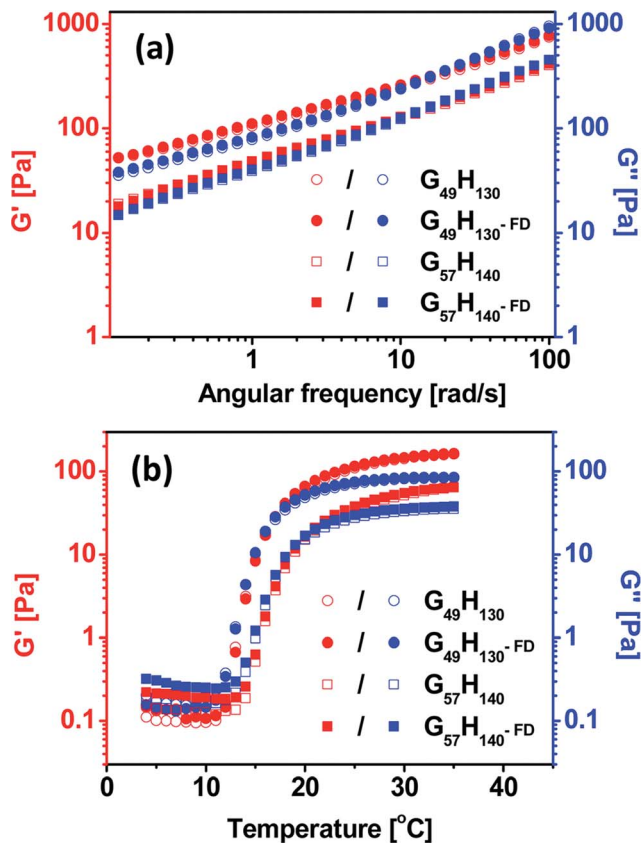 (a)
1000
100
10
1
G' [Pa]
1000
100
10
1
G'' [Pa]
/ G49H130
/ G49H130-FD
/ G57H140
/ G57H140-FD
1 10 100
Angular frequency [rad/s]
(b)
100
10
1
0.1
G' [Pa]
100
10
1
0.1
G'' [Pa]
/ G49H130
/ G49H130-FD
/ G57H140
/ G57H140-FD
0 10 20 30 40
Temperature [°C]